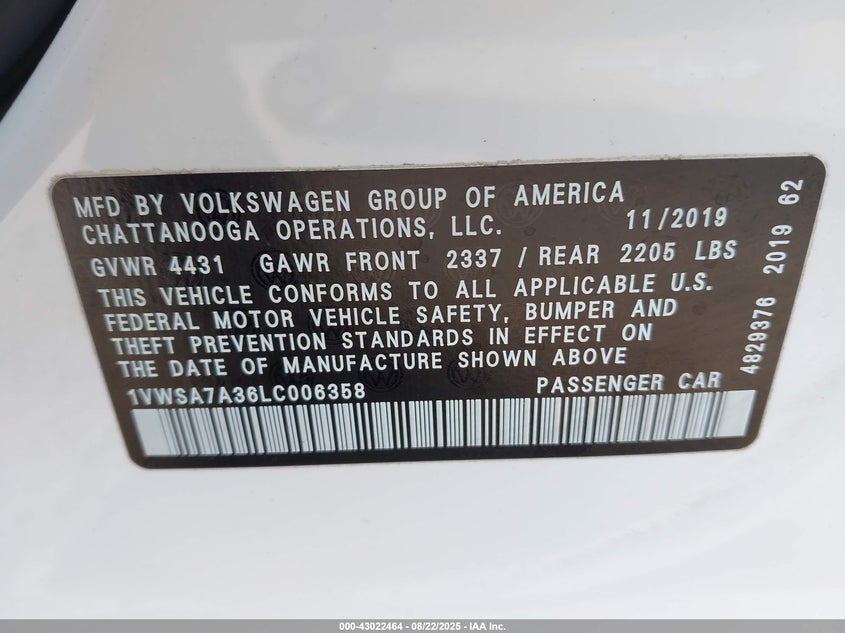 MFD BY VOLKSWAGEN GROUP OF AMERICA
CHATTANOOGA OPERATIONS, LLC. 11/2019
GVWR 4431 GAWR FRONT 2337 / REAR 2205 LBS
THIS VEHICLE CONFORMS TO ALL APPLICABLE U.S.
FEDERAL MOTOR VEHICLE SAFETY, BUMPER AND
THEFT PREVENTION STANDARDS IN EFFECT ON
THE DATE OF MANUFACTURE SHOWN ABOVE
1VWSA7A36LC006358 PASSENGER CAR
4829376 2019 62
000-43022464 - 08/22/2025 - IAA Inc.